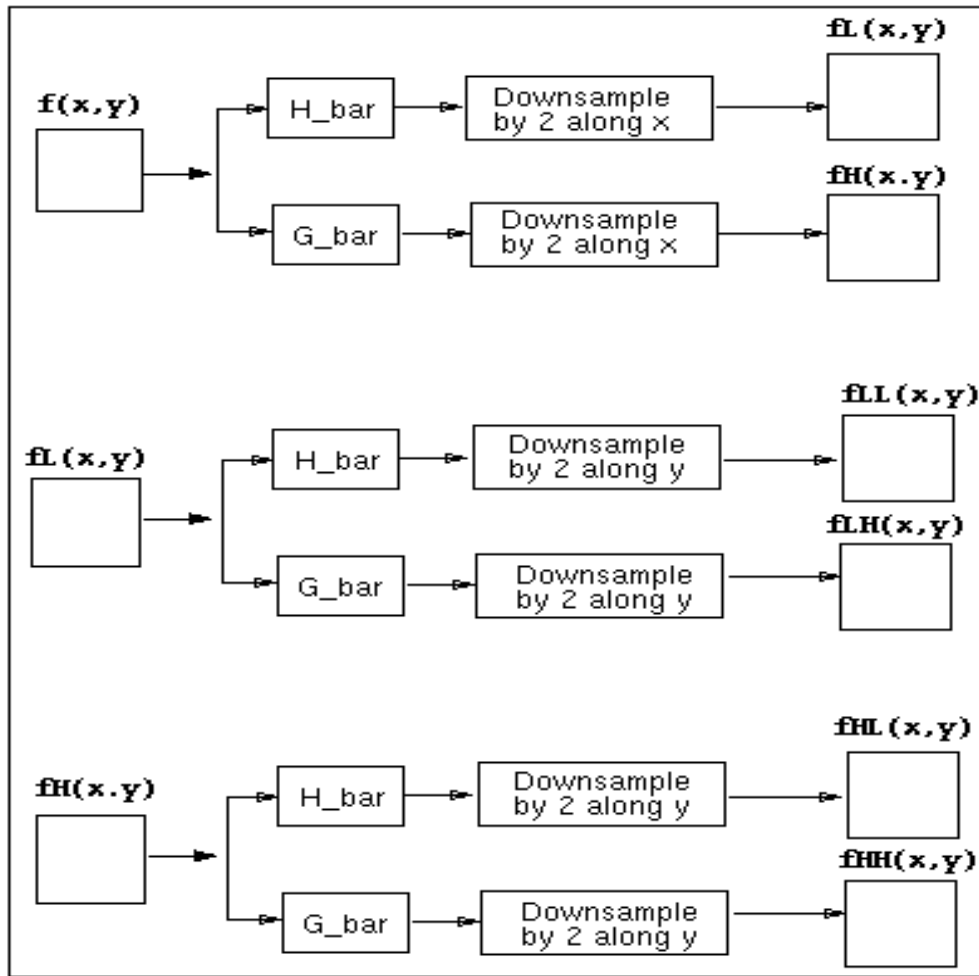 fL(x,y)
f(x,y)
H_bar
Downsample
by 2 along x
fH(x.y)
G_bar
Downsample
by 2 along x
fLL(x,y)
fL(x,y)
H_bar
Downsample
by 2 along y
fLH(x,y)
G_bar
Downsample
by 2 along y
fHL(x,y)
fH(x.y)
H_bar
Downsample
by 2 along y
fHH(x,y)
G_bar
Downsample
by 2 along y